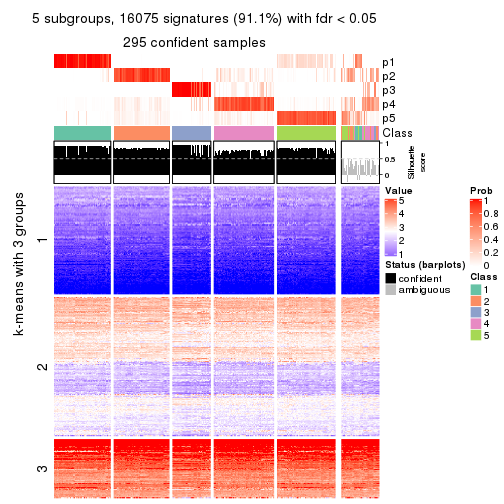 5 subgroups, 16075 signatures (91.1%) with fdr < 0.05
295 confident samples
p1
p2
p3
p4
p5
Class
1
0.5
0
Silhouette
score
k-means with 3 groups
1
2
3
Value
5
4
3
2
1
Status (barplots)
confident
ambiguous
Prob
1
0.8
0.6
0.4
0.2
0
Class
1
2
3
4
5